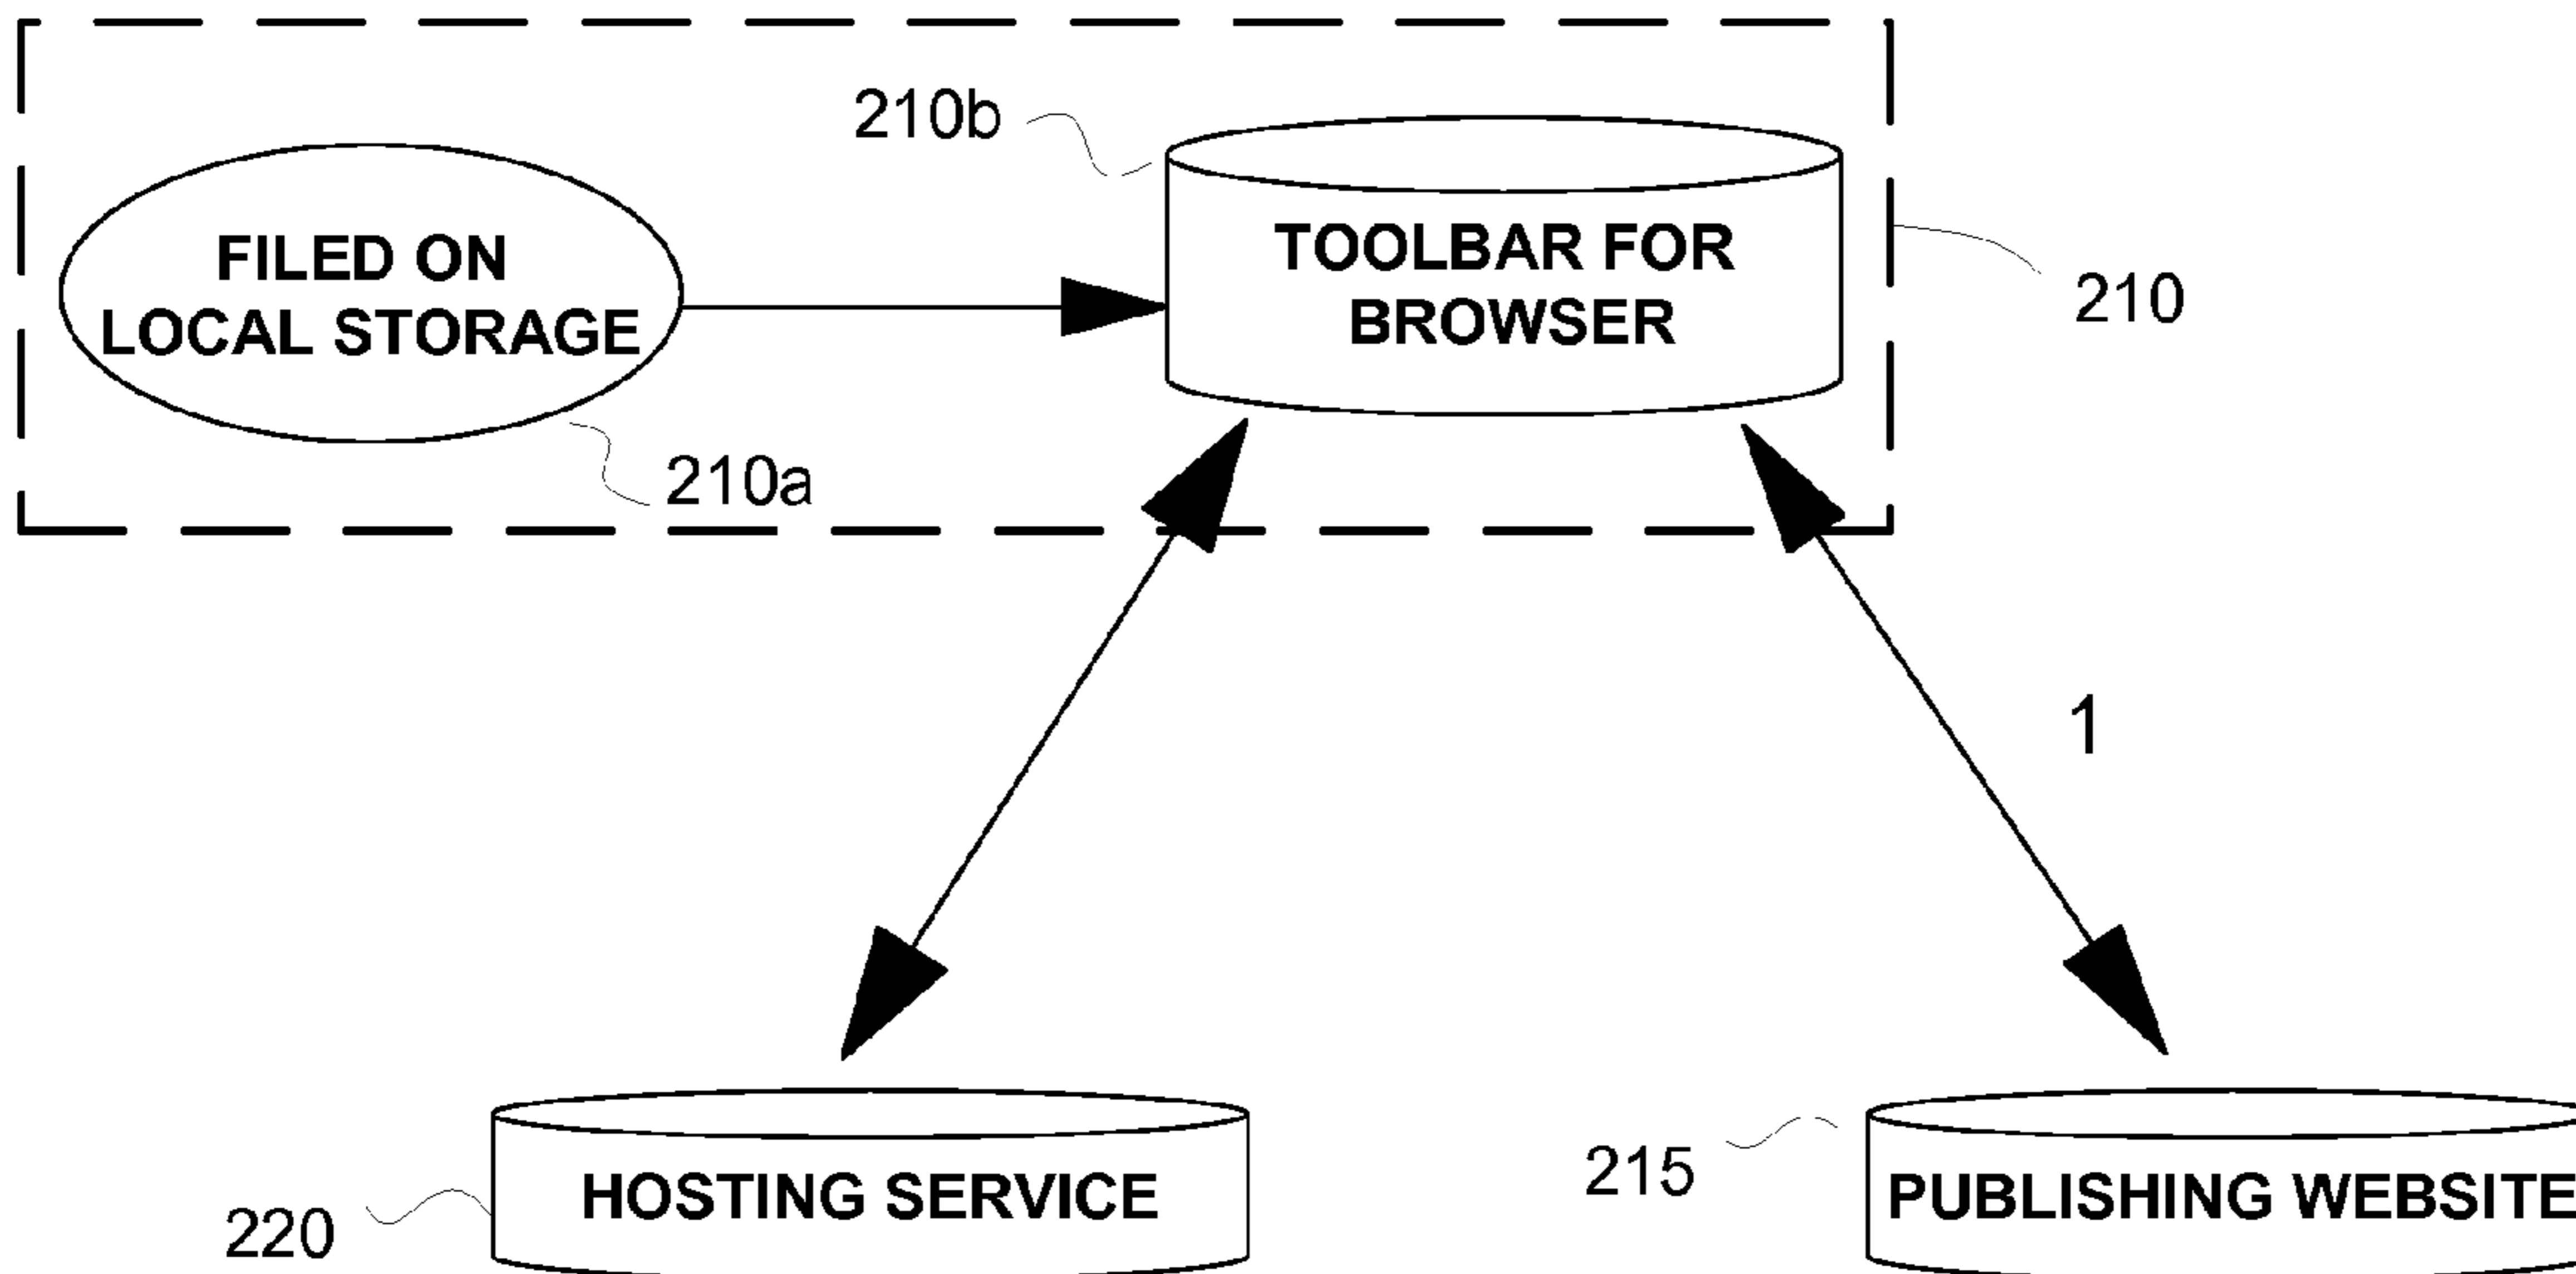 210b
TOOLBAR FOR
BROWSER
FILED ON
LOCAL STORAGE
210
210a
1
215
HOSTING SERVICE
PUBLISHING WEBSITE
220